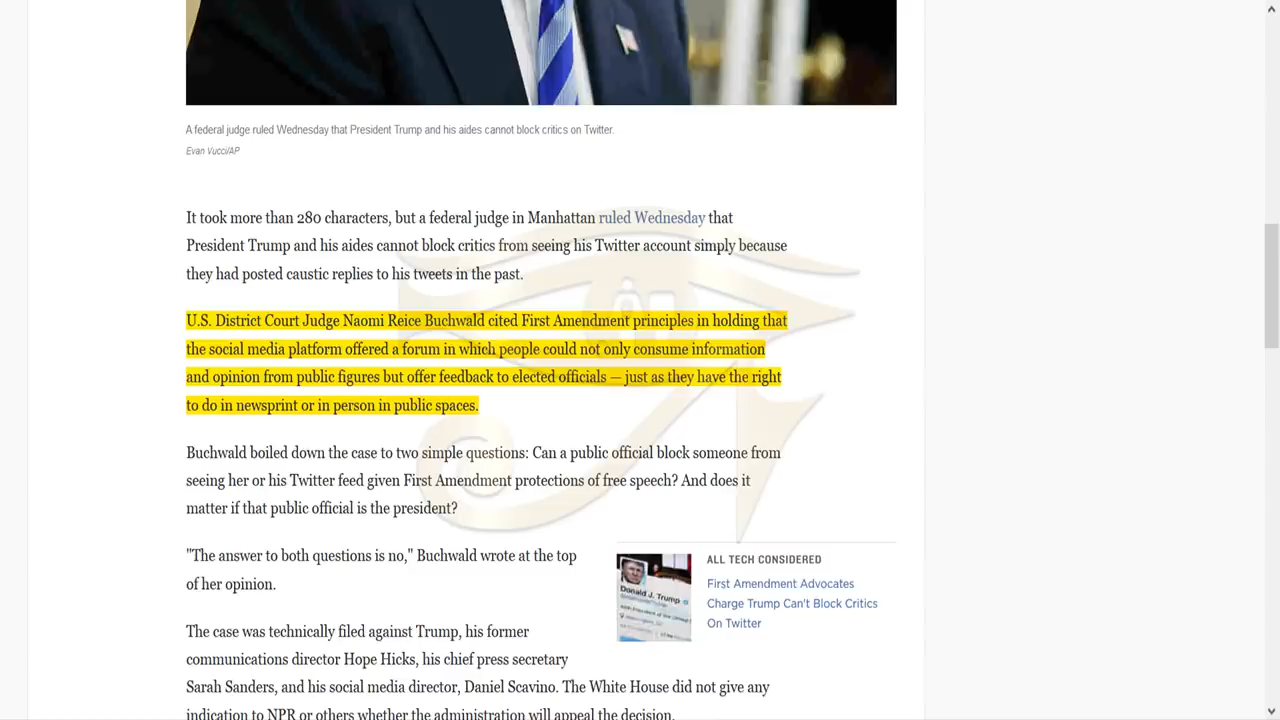 A federal judge ruled Wednesday that President Trump and his aides cannot block critics on Twitter.
Evan Vucci/AP
It took more than 280 characters, but a federal judge in Manhattan ruled Wednesday that
President Trump and his aides cannot block critics from seeing his Twitter account simply because
they had posted caustic replies to his tweets in the past.
U.S. District Court Judge Naomi Reice Buchwald cited First Amendment principles in holding that
the social media platform offered a forum in which people could not only consume information
and opinion from public figures but offer feedback to elected officials — just as they have the right
to do in newsprint or in person in public spaces.
Buchwald boiled down the case to two simple questions: Can a public official block someone from
seeing her or his Twitter feed given First Amendment protections of free speech? And does it
matter if that public official is the president?
"The answer to both questions is no," Buchwald wrote at the top
of her opinion.
ALL TECH CONSIDERED
First Amendment Advocates
Charge Trump Can't Block Critics
On Twitter
Donald J. Trump
The case was technically filed against Trump, his former
communications director Hope Hicks, his chief press secretary
Sarah Sanders, and his social media director, Daniel Scavino. The White House did not give any
indication to NPR or others whether the administration will appeal the decision.